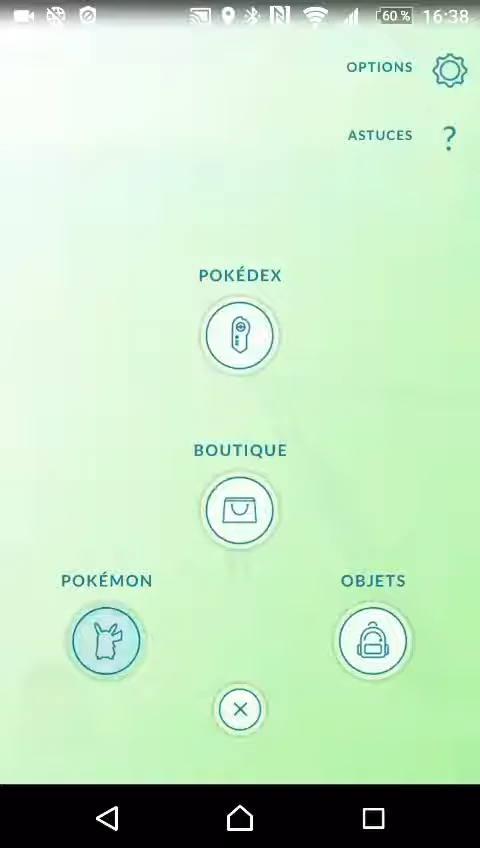 60 % 16:38
OPTIONS
ASTUCES ?
POKÉDEX
BOUTIQUE
POKÉMON
OBJETS